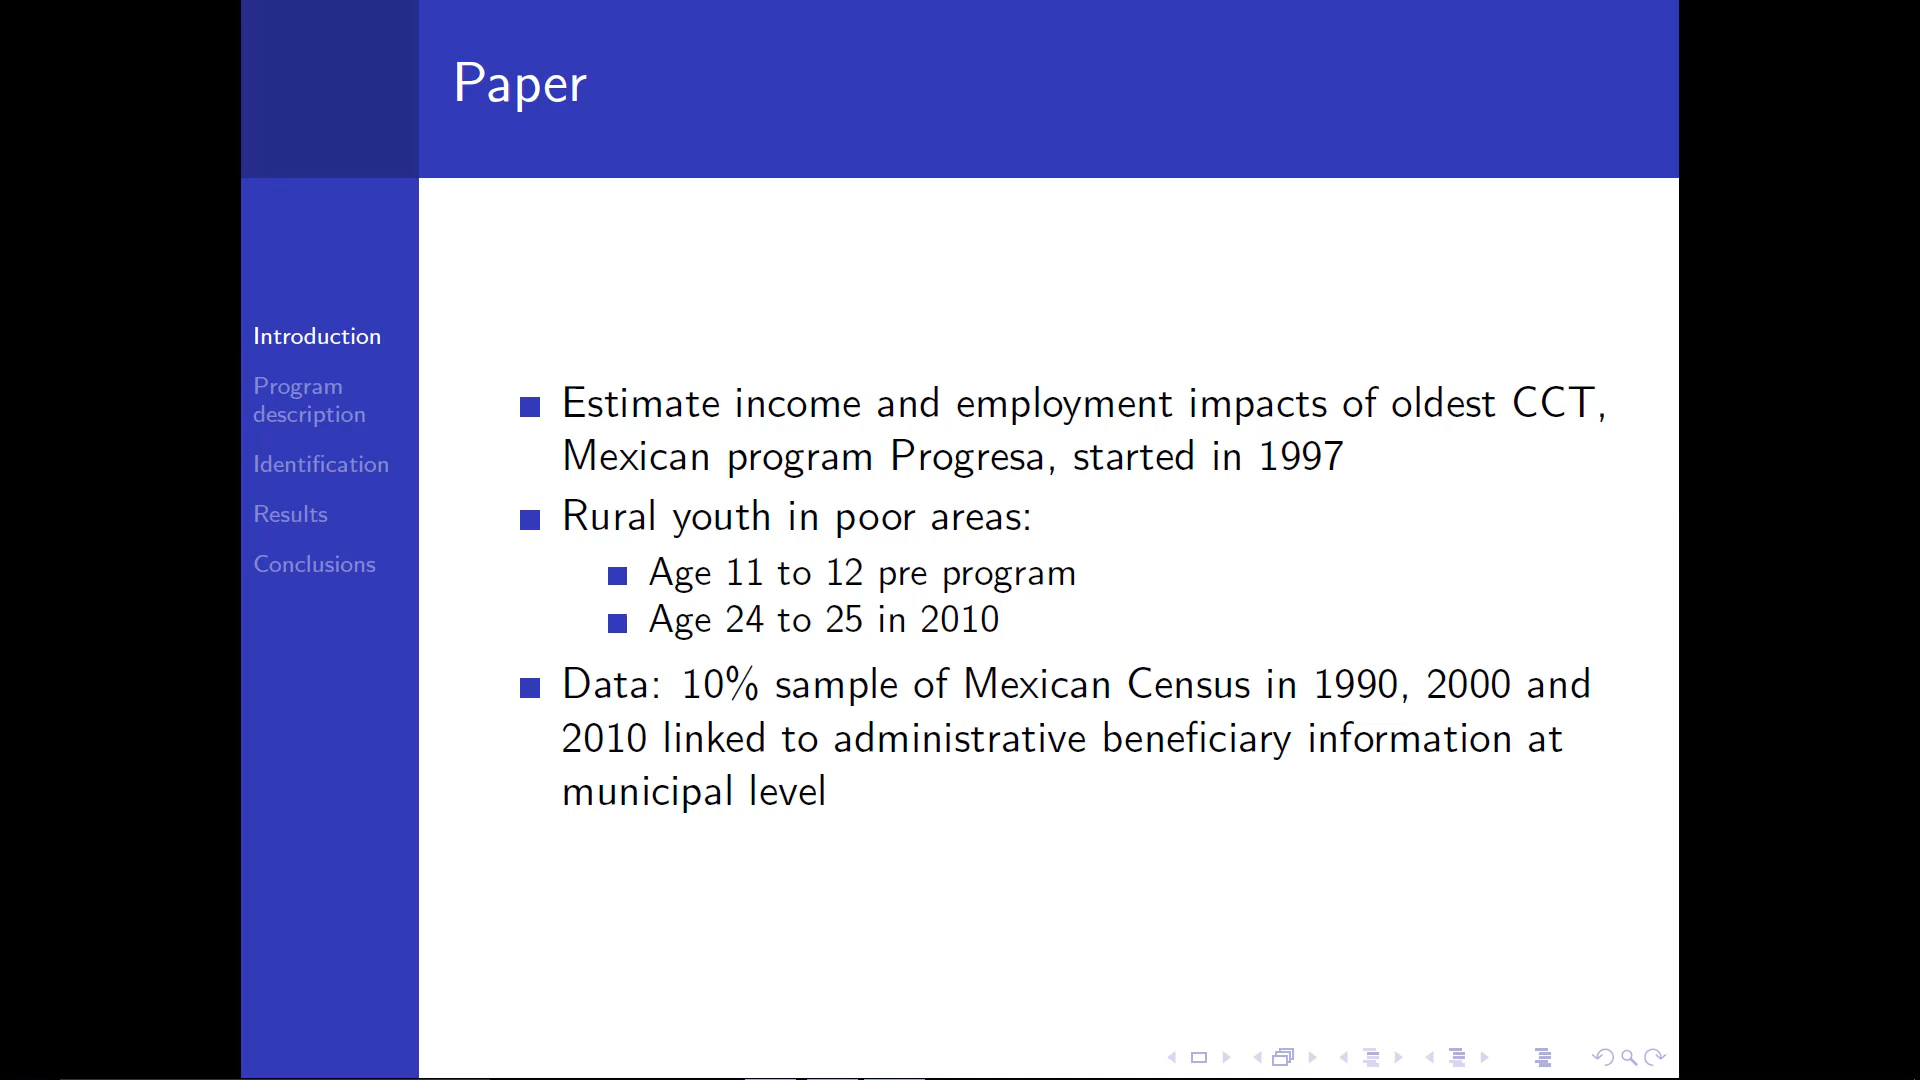 Paper
Introduction
Program
description
Identification
Results
Conclusions
Estimate income and employment impacts of oldest CCT,
Mexican program Progresa, started in 1997
Rural youth in poor areas:
Age 11 to 12 pre program
Age 24 to 25 in 2010
Data: 10% sample of Mexican Census in 1990, 2000 and
2010 linked to administrative beneficiary information at
municipal level